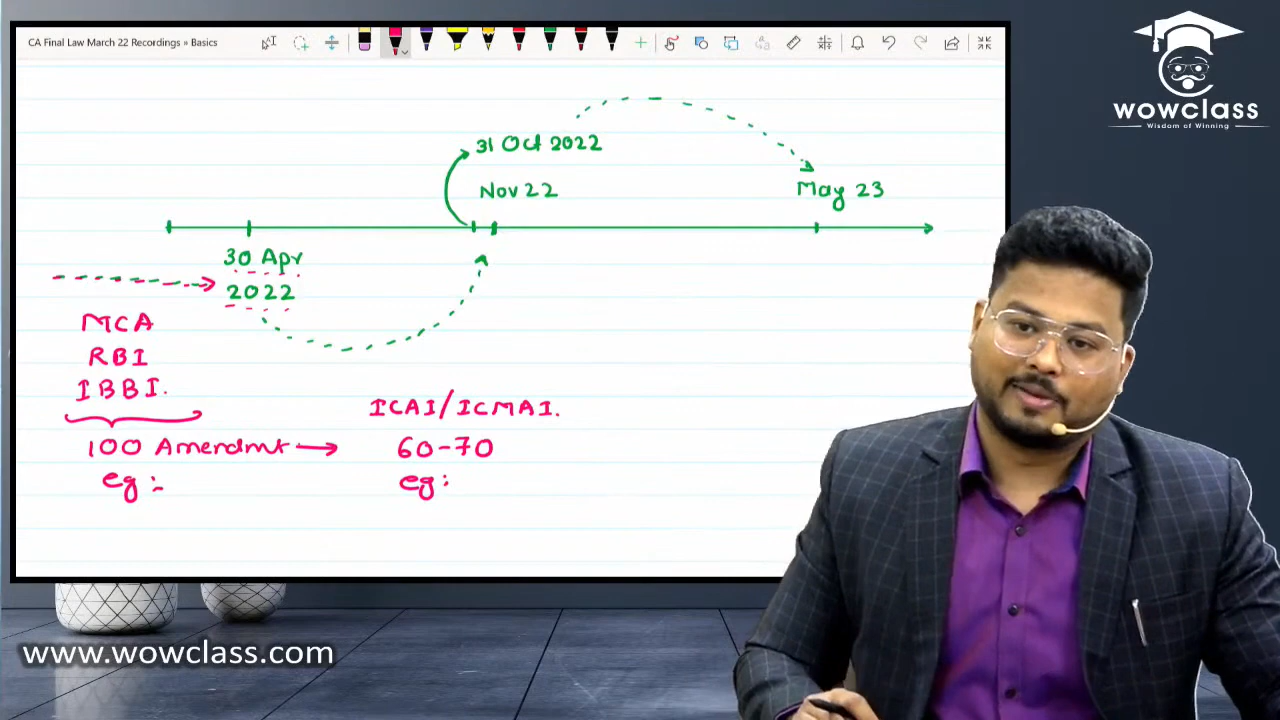 CA Final Law March 22 Recordings » Basics
wowclass
Wisdom of Winning
31 Oct 2022
Nov 22
May 23
30 Apr
2022
MCA
RBI
IBBI.
ICAI/ICMAI.
100 Amendmt → 60-70
eg :- eg :
www.wowclass.com